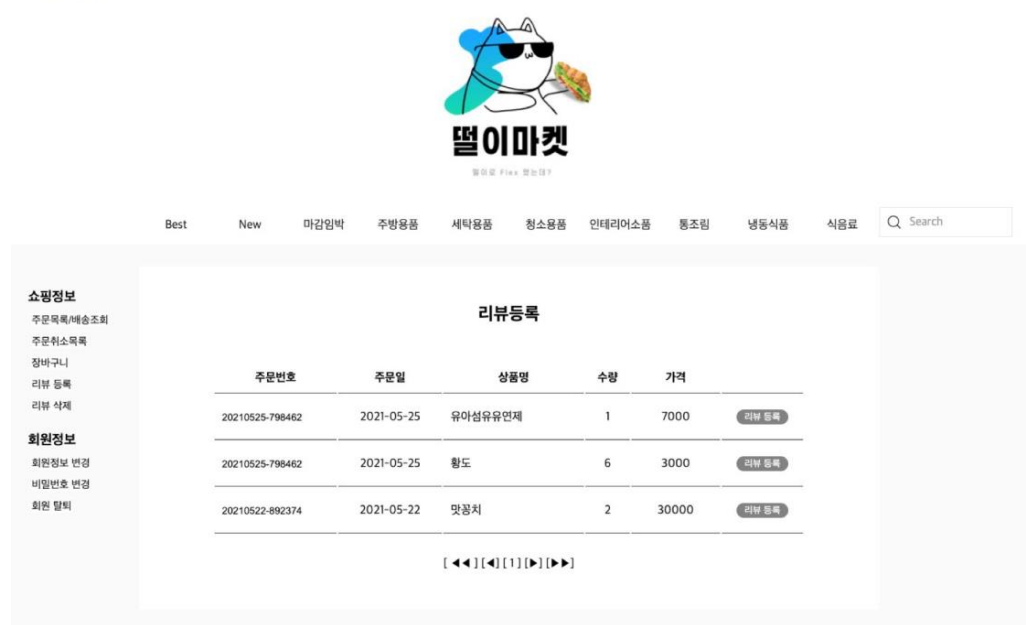 떨이마켓
떨이로 Flex 했는데?
Best New 마감임박 주방용품 세탁용품 청소용품 인테리어소품 통조림 냉동식품 식음료 Search
쇼핑정보
주문목록/배송조회
주문취소목록
장바구니
리뷰 등록
리뷰 삭제
회원정보
회원정보 변경
비밀번호 변경
회원 탈퇴
리뷰등록
주문번호 주문일 상품명 수량 가격
20210525-798462 2021-05-25 유아섬유유연제 1 7000 리뷰 등록
20210525-798462 2021-05-25 황도 6 3000 리뷰 등록
20210522-892374 2021-05-22 맛꽁치 2 30000 리뷰 등록
[ ◀◀ ] [◀] [ 1 ] [▶] [▶▶]